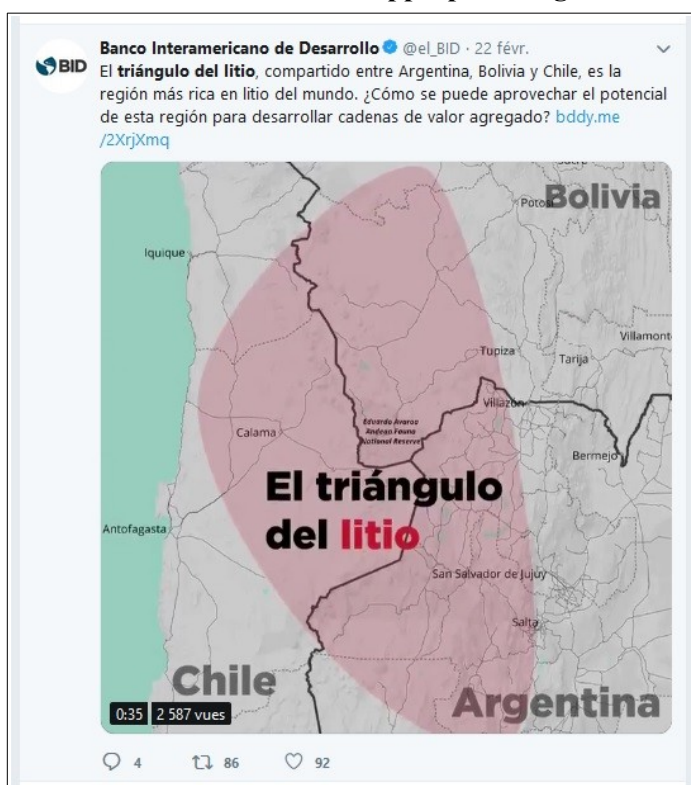 Banco Interamericano de Desarrollo @el_BID · 22 févr.
BID
El triángulo del litio, compartido entre Argentina, Bolivia y Chile, es la
región más rica en litio del mundo. ¿Cómo se puede aprovechar el potencial
de esta región para desarrollar cadenas de valor agregado? bddy.me
/2XrjXmq
Bolivia
Potosí
Iquique
Villamont
Tupiza
Tarija
Villazón
Eduardo Avaroa
Andean Fauna
National Reserve
Calama
Bermejo
El triángulo
del litio
Antofagasta
San Salvador de Jujuy
Salta
Chile
Argentina
0:35 2 587 vues
4 86 92